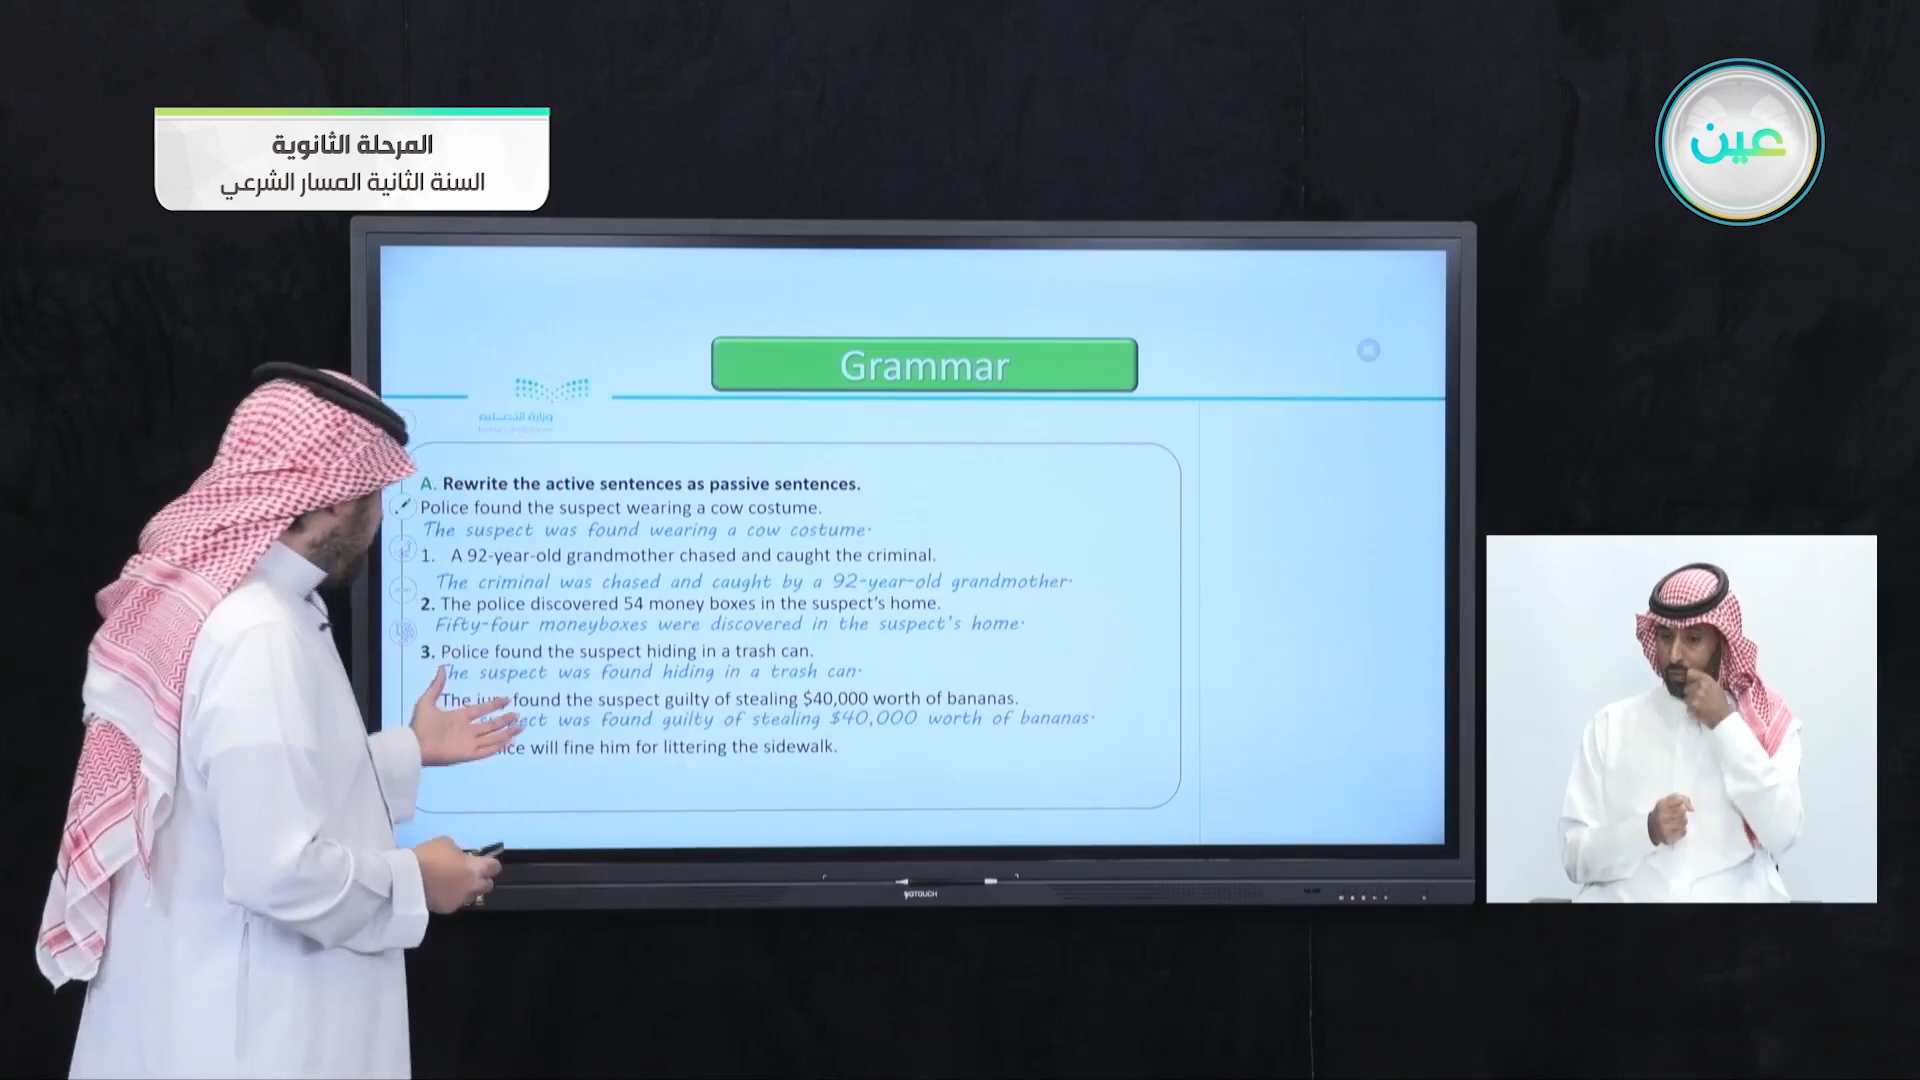 المرحلة الثانوية
السنة الثانية المسار الشرعي
عين
Grammar
وزارة التعليم
A. Rewrite the active sentences as passive sentences.
Police found the suspect wearing a cow costume.
The suspect was found wearing a cow costume.
1. A 92-year-old grandmother chased and caught the criminal.
The criminal was chased and caught by a 92-year-old grandmother.
2. The police discovered 54 money boxes in the suspect's home.
Fifty-four moneyboxes were discovered in the suspect's home.
3. Police found the suspect hiding in a trash can.
The suspect was found hiding in a trash can.
The found the suspect guilty of stealing $40,000 worth of bananas.
was found guilty of stealing $40,000 worth of bananas.
will fine him for littering the sidewalk.